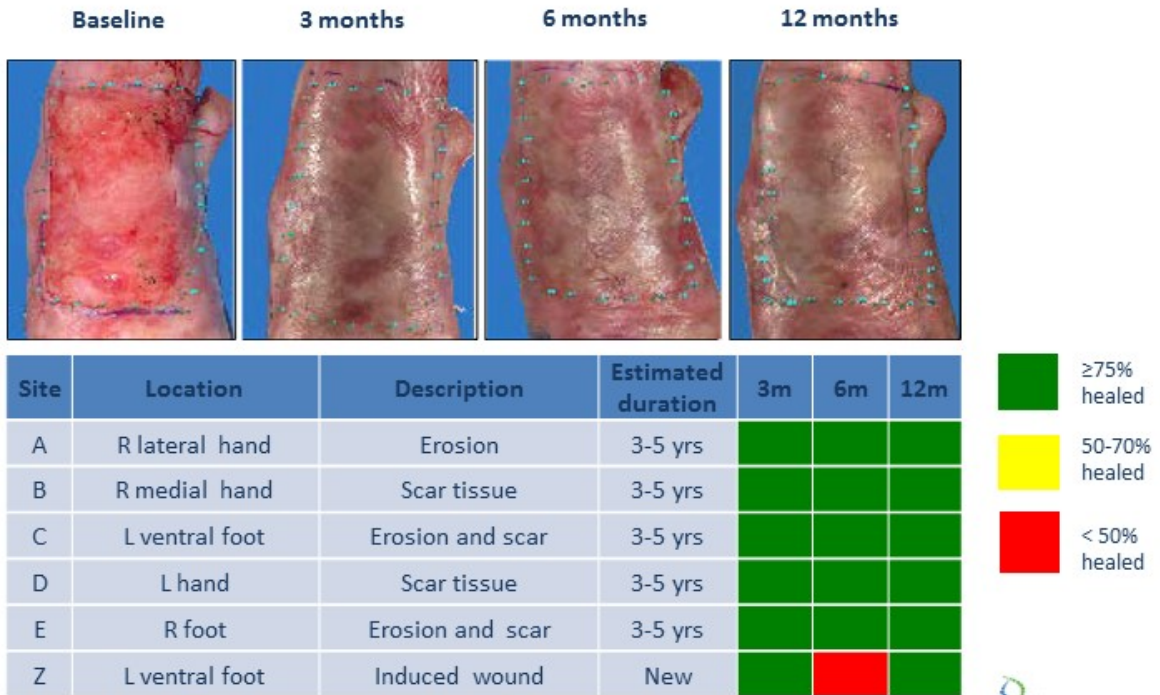 Baseline 3 months 6 months 12 months
Site Location Description Estimated duration 3m 6m 12m
A R lateral hand Erosion 3-5 yrs
B R medial hand Scar tissue 3-5 yrs
C L ventral foot Erosion and scar 3-5 yrs
D L hand Scar tissue 3-5 yrs
E R foot Erosion and scar 3-5 yrs
Z L ventral foot Induced wound New
≥75%
healed
50-70%
healed
< 50%
healed